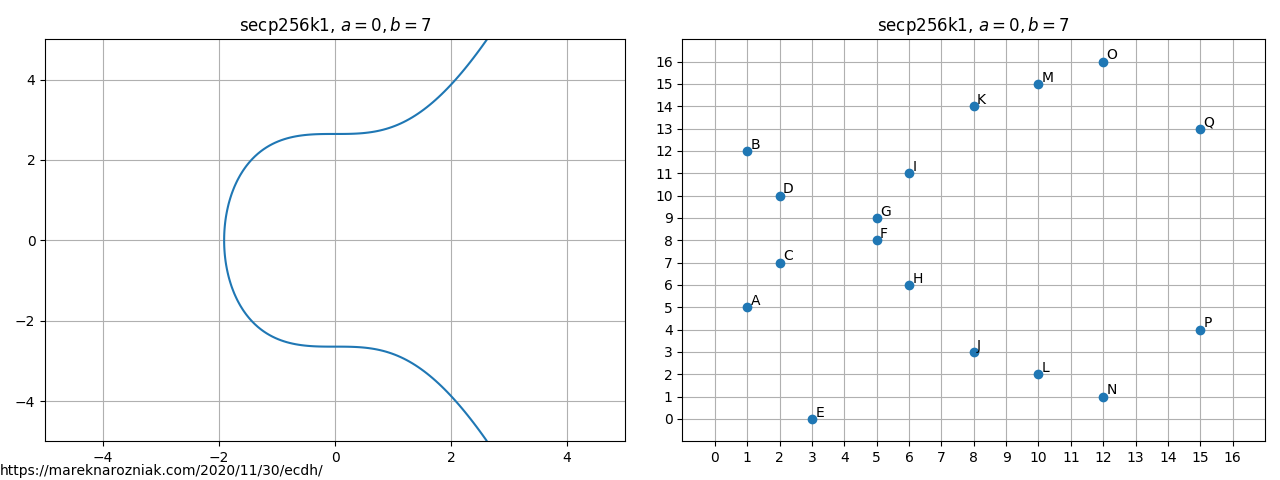 secp256k1, a = 0, b = 7
4
2
0
−2
−4
−4 −2 0 2 4
https://mareknarozniak.com/2020/11/30/ecdh/
secp256k1, a = 0, b = 7
16
15
14
13
12
11
10
9
8
7
6
5
4
3
2
1
0
0 1 2 3 4 5 6 7 8 9 10 11 12 13 14 15 16
O
M
K
Q
B
I
D
G
F
C
H
A
P
J
L
N
E